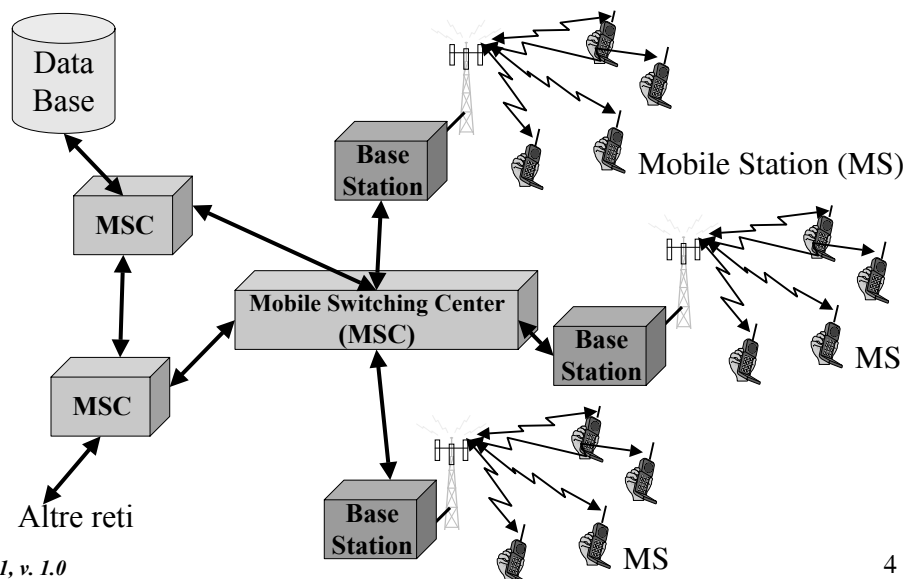 Data
Base
Base
Station
Mobile Station (MS)
MSC
Mobile Switching Center
(MSC)
Base
Station
MS
MSC
Base
Station
Altre reti
MS
1, v. 1.0
4